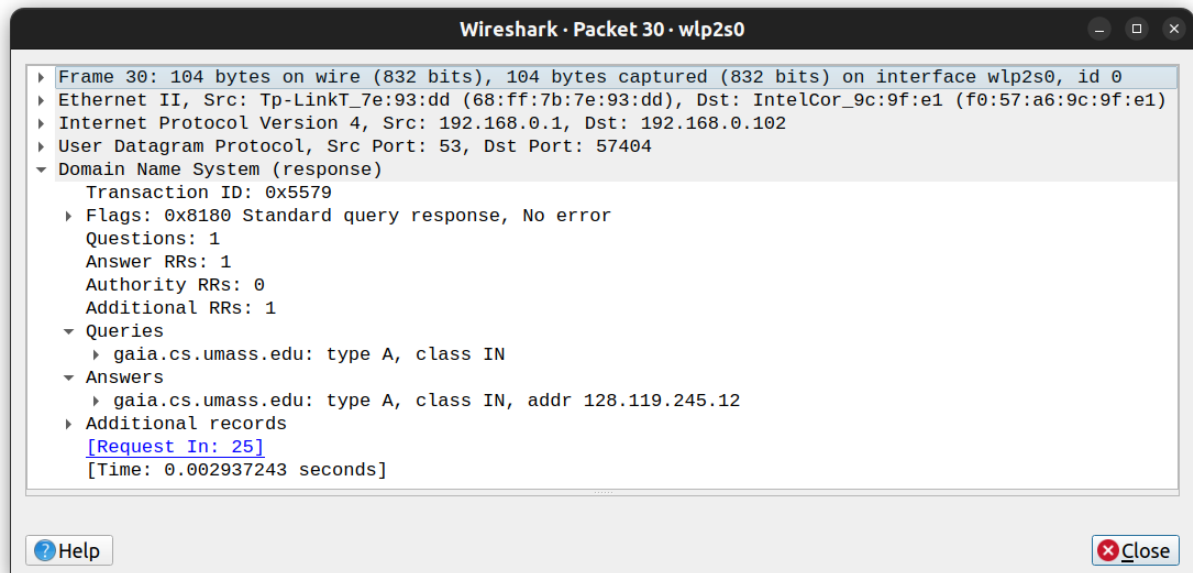 Wireshark · Packet 30 · wlp2s0
Frame 30: 104 bytes on wire (832 bits), 104 bytes captured (832 bits) on interface wlp2s0, id 0
Ethernet II, Src: Tp-LinkT_7e:93:dd (68:ff:7b:7e:93:dd), Dst: IntelCor_9c:9f:e1 (f0:57:a6:9c:9f:e1)
Internet Protocol Version 4, Src: 192.168.0.1, Dst: 192.168.0.102
User Datagram Protocol, Src Port: 53, Dst Port: 57404
Domain Name System (response)
Transaction ID: 0x5579
Flags: 0x8180 Standard query response, No error
Questions: 1
Answer RRs: 1
Authority RRs: 0
Additional RRs: 1
Queries
gaia.cs.umass.edu: type A, class IN
Answers
gaia.cs.umass.edu: type A, class IN, addr 128.119.245.12
Additional records
[Request In: 25]
[Time: 0.002937243 seconds]
Help
Close